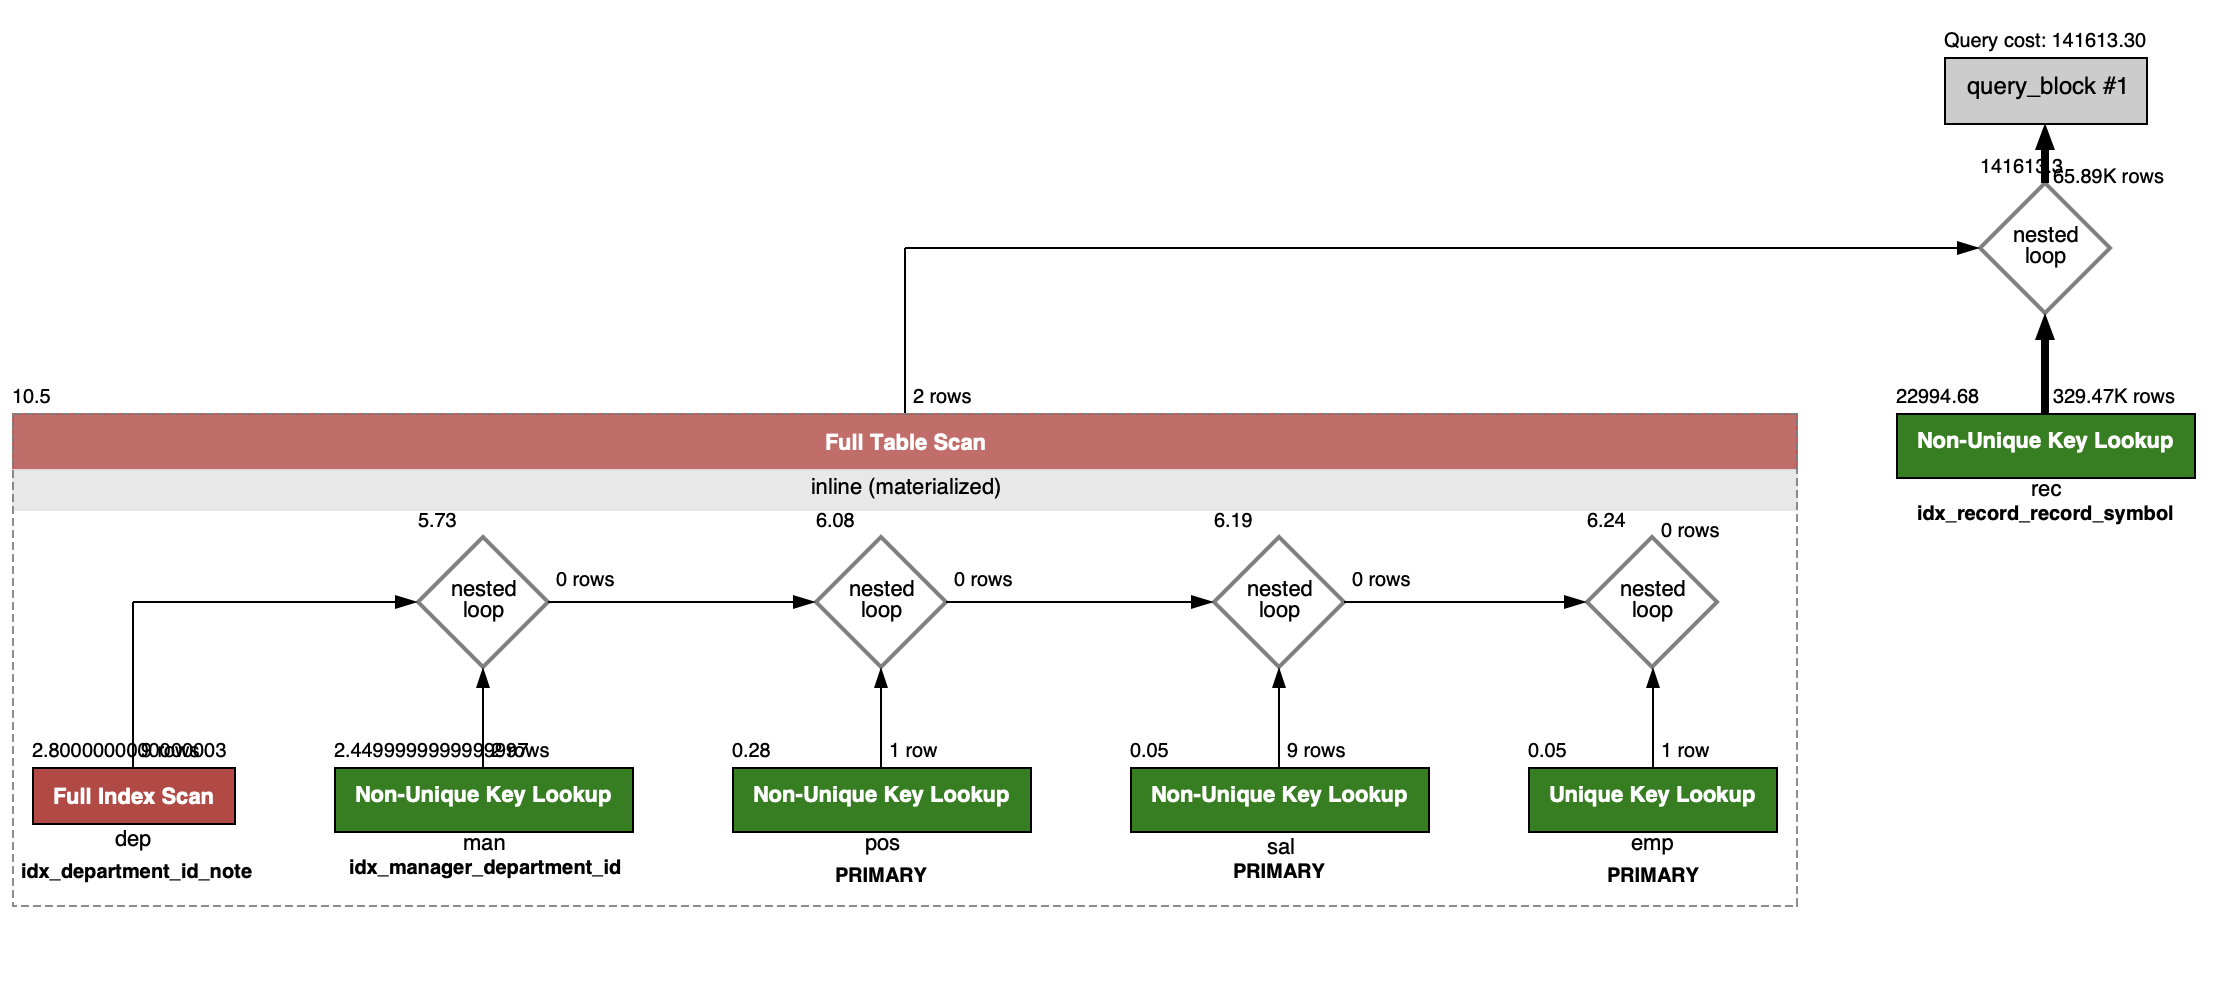 Query cost: 141613.30
query_block #1
141613.3
65.89K rows
nested
loop
10.5
2 rows
22994.68
329.47K rows
Full Table Scan
Non-Unique Key Lookup
inline (materialized)
rec
idx_record_record_symbol
5.73
6.08
6.19
6.24
0 rows
nested
loop
0 rows
nested
loop
0 rows
nested
loop
0 rows
nested
loop
2.8000000000000003
9 rows
2.4499999999999997
2 rows
0.28
1 row
0.05
9 rows
0.05
1 row
Full Index Scan
Non-Unique Key Lookup
Non-Unique Key Lookup
Non-Unique Key Lookup
Unique Key Lookup
dep
man
pos
sal
emp
idx_department_id_note
idx_manager_department_id
PRIMARY
PRIMARY
PRIMARY